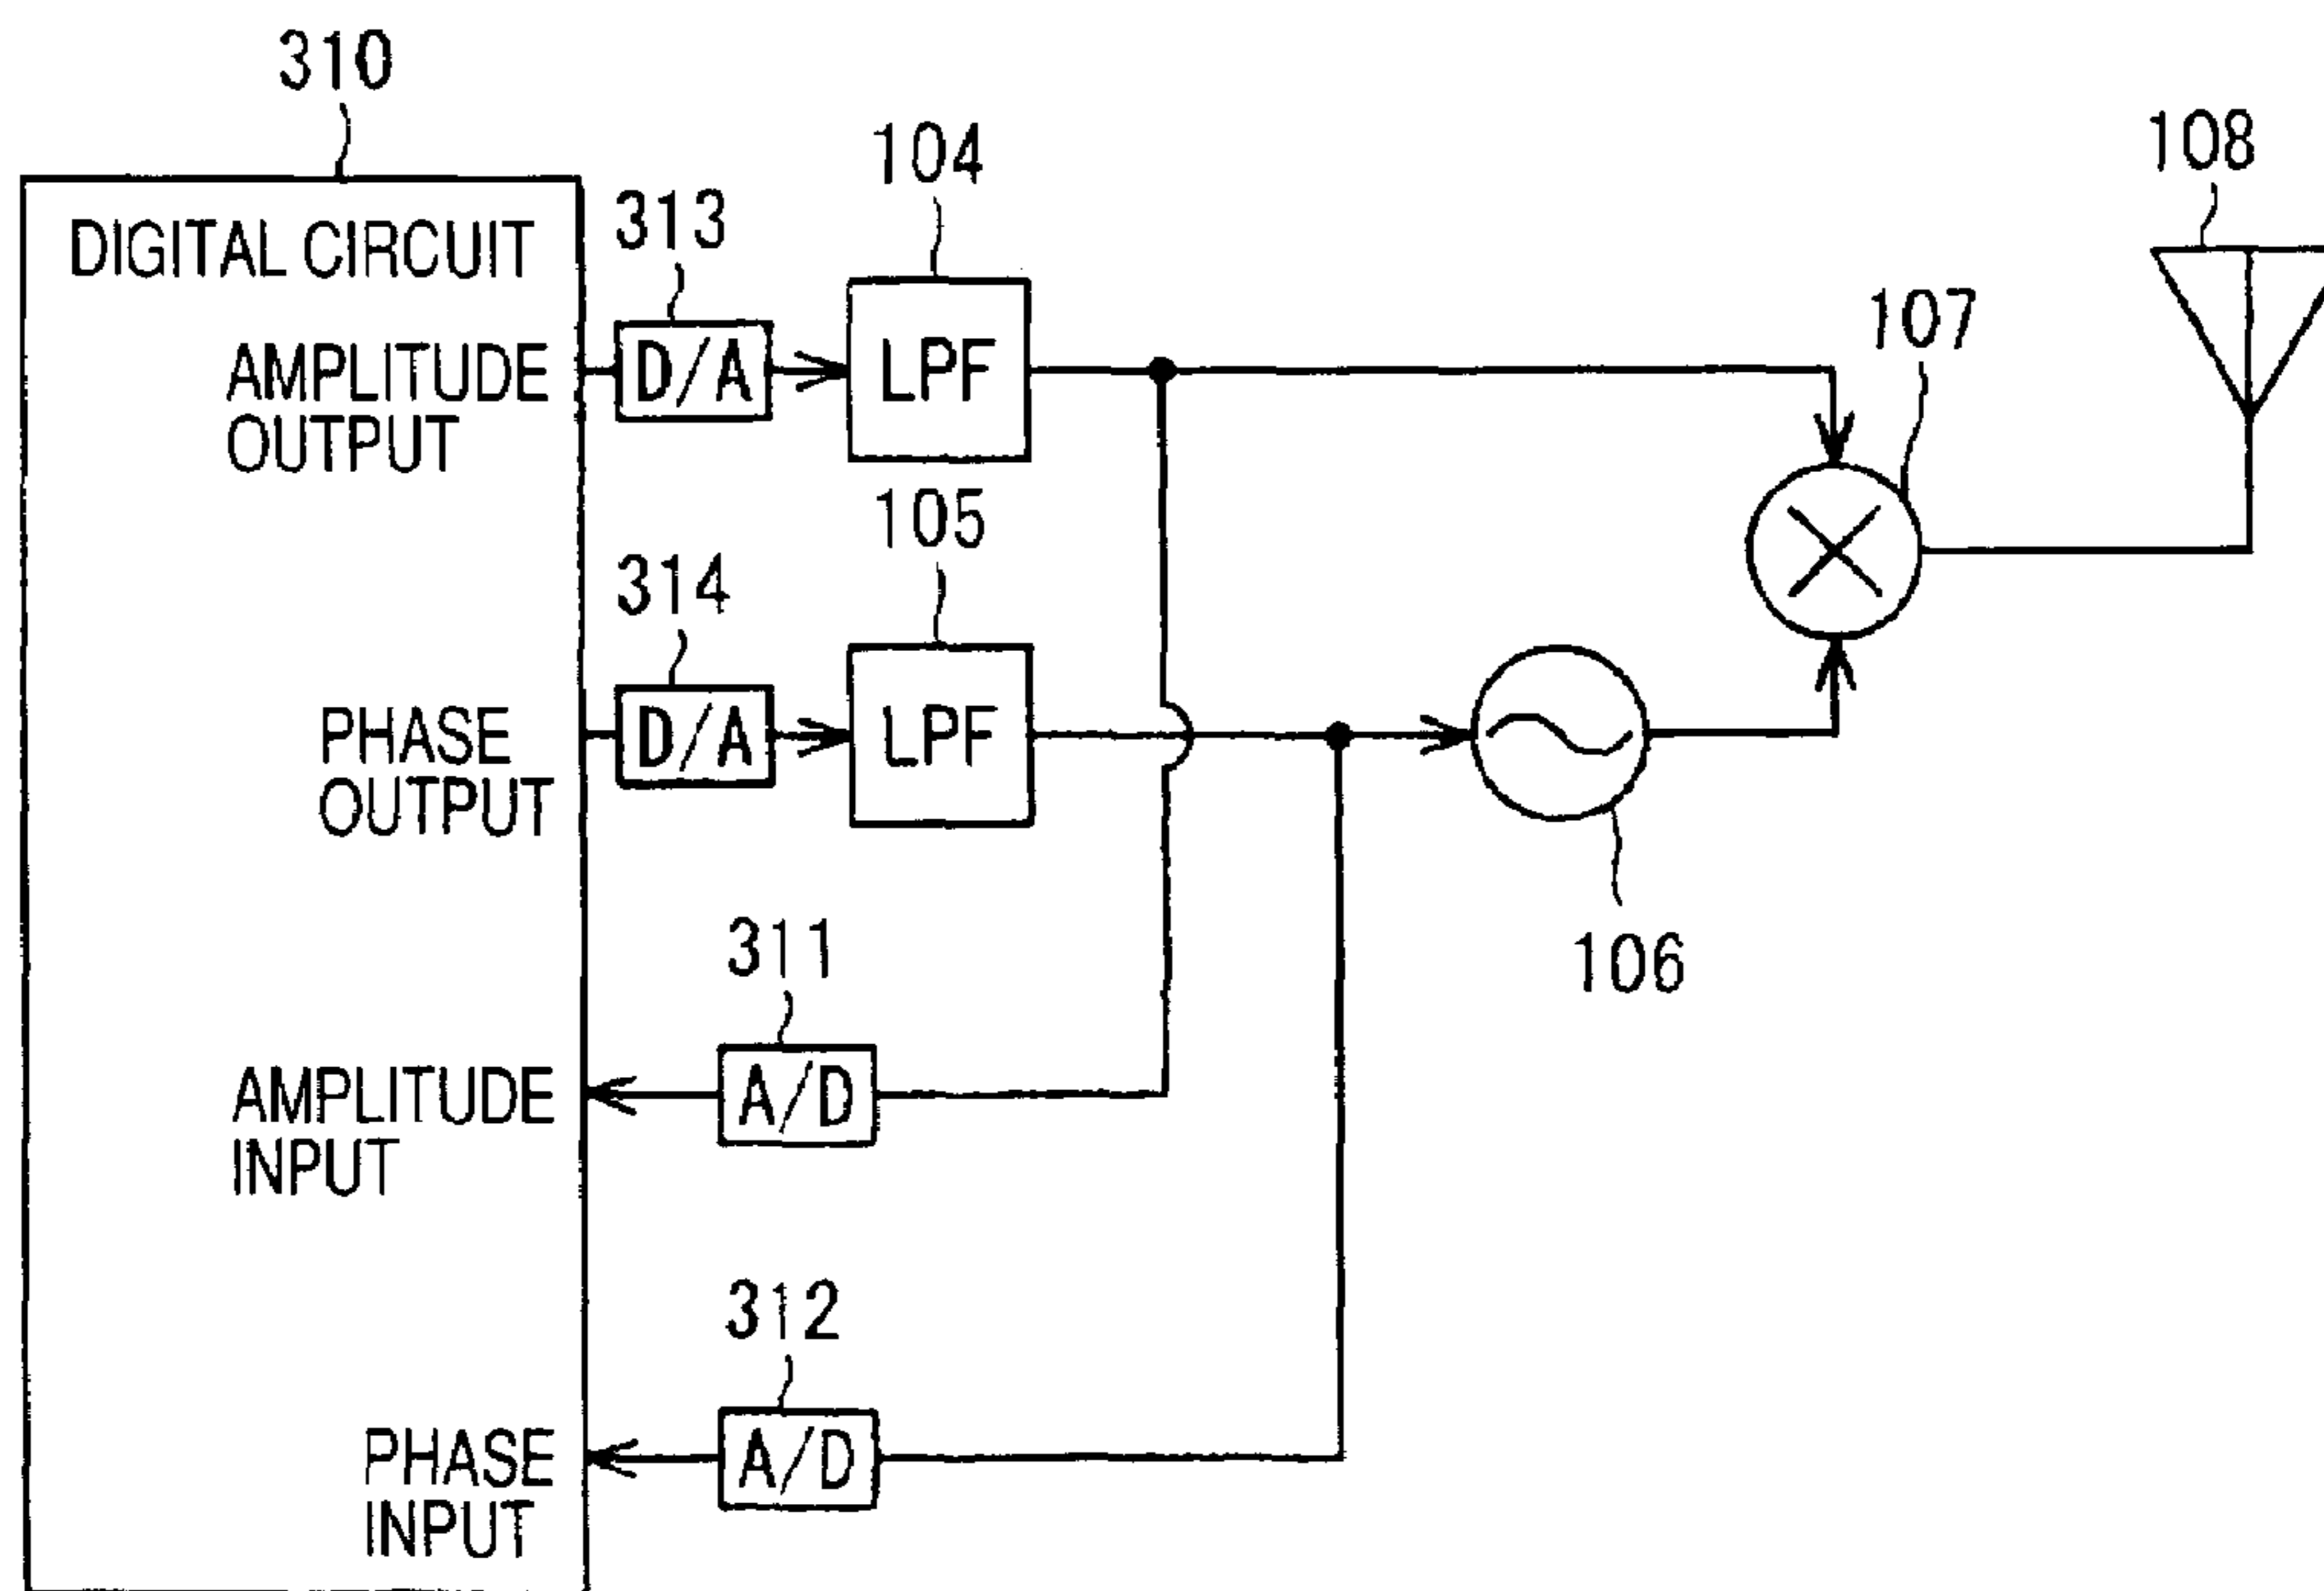 310
108
104
313
DIGITAL CIRCUIT
107
AMPLITUDE
OUTPUT
D/A
LPF
105
314
PHASE
OUTPUT
D/A
LPF
106
311
AMPLITUDE
INPUT
A/D
312
PHASE
INPUT
A/D